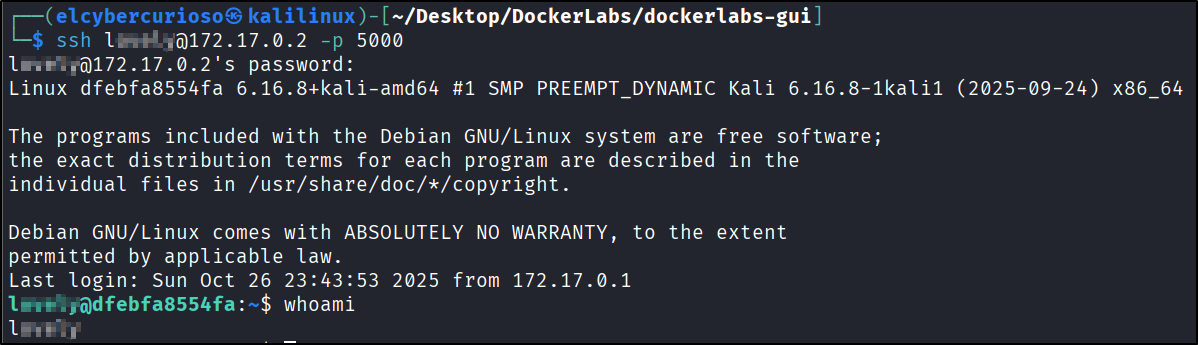 ┌──(elcybercurioso㉿kalilinux)-[~/Desktop/DockerLabs/dockerlabs-gui]
└─$ ssh l@172.17.0.2 -p 5000
l@172.17.0.2's password:
Linux dfebfa8554fa 6.16.8+kali-amd64 #1 SMP PREEMPT_DYNAMIC Kali 6.16.8-1kali1 (2025-09-24) x86_64
The programs included with the Debian GNU/Linux system are free software;
the exact distribution terms for each program are described in the
individual files in /usr/share/doc/*/copyright.
Debian GNU/Linux comes with ABSOLUTELY NO WARRANTY, to the extent
permitted by applicable law.
Last login: Sun Oct 26 23:43:53 2025 from 172.17.0.1
l@dfebfa8554fa:~$ whoami
l